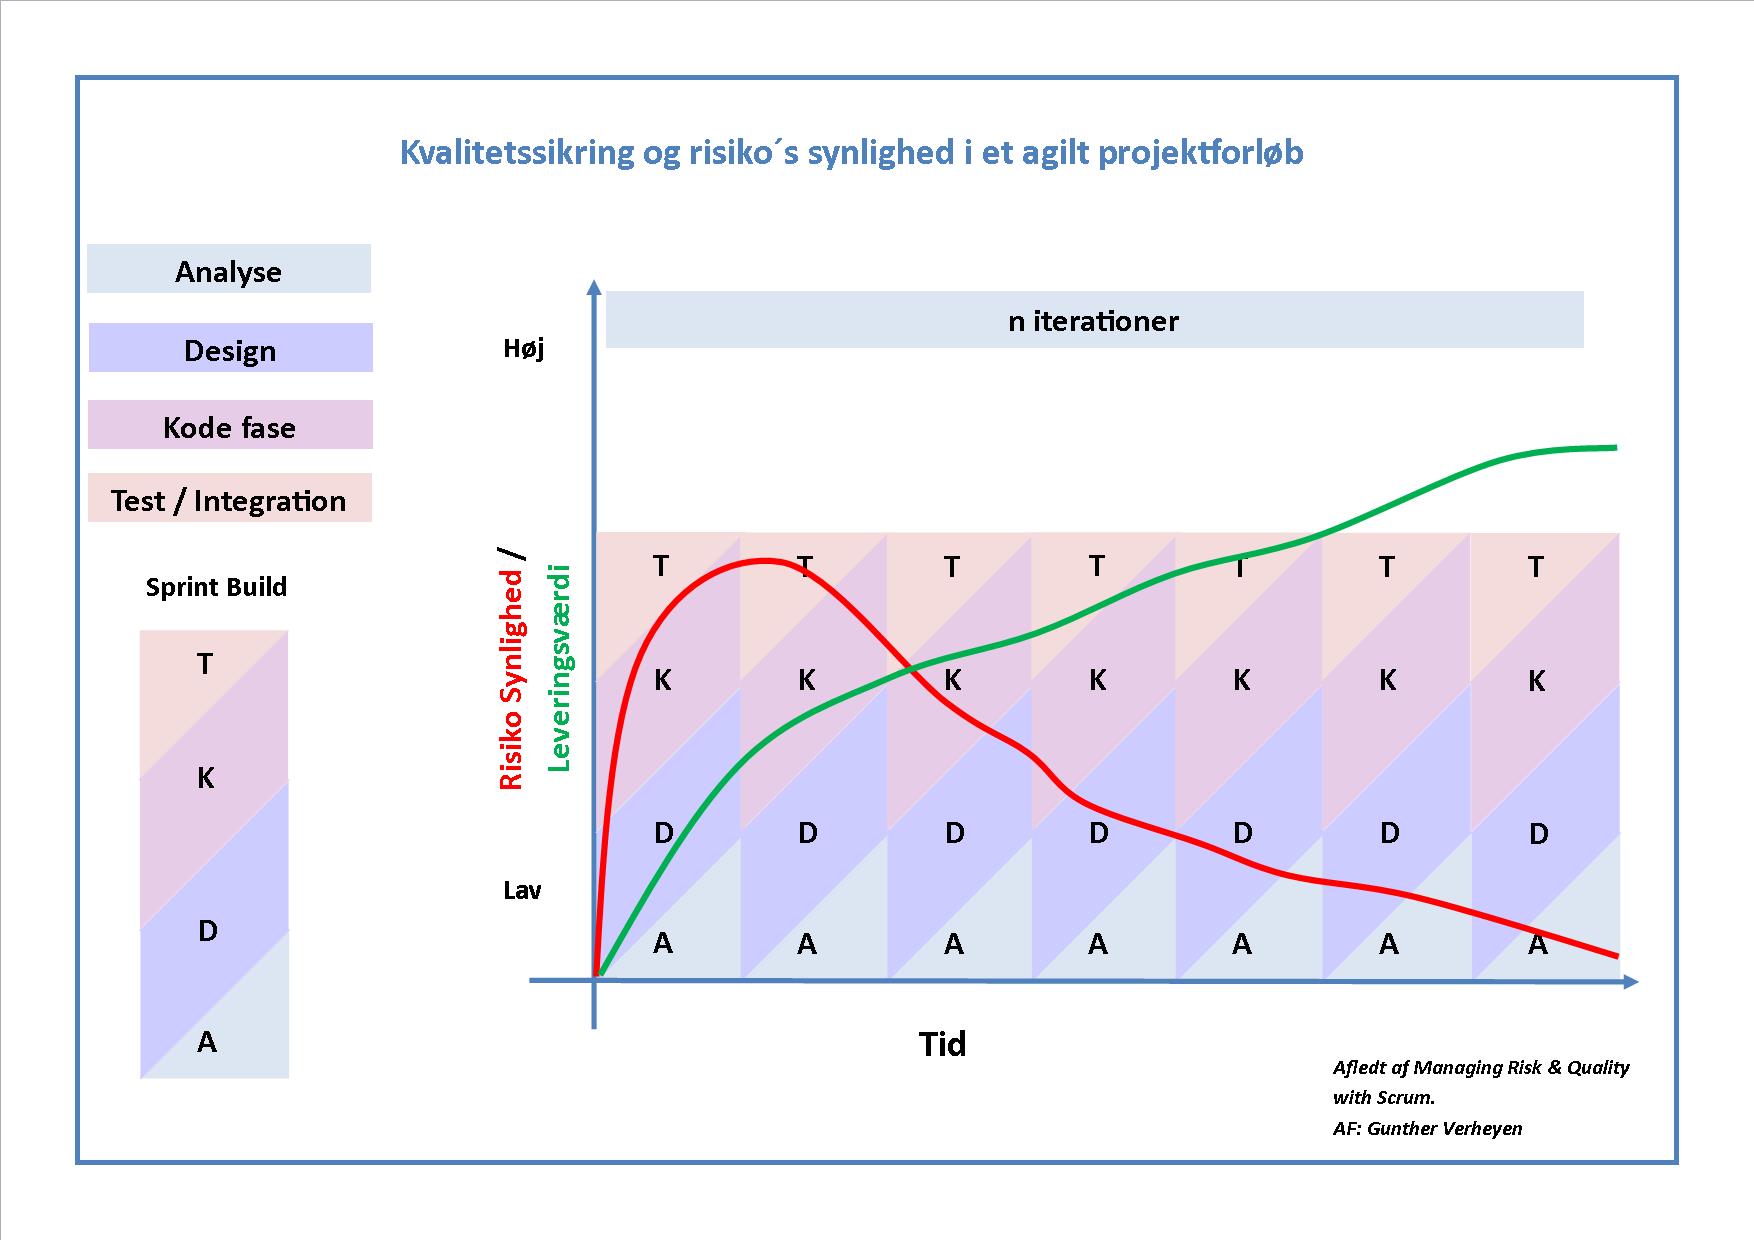 Kvalitetssikring og risiko´s synlighed i et agilt projektforløb
Analyse
Design
Kode fase
Test / Integration
Sprint Build
T
K
D
A
n iterationer
Høj
Lav
Risiko Synlighed /
Leveringsværdi
T T T T T T T
K K K K K K K
D D D D D D D
A A A A A A A
Tid
Afledt af Managing Risk & Quality
with Scrum.
AF: Gunther Verheyen